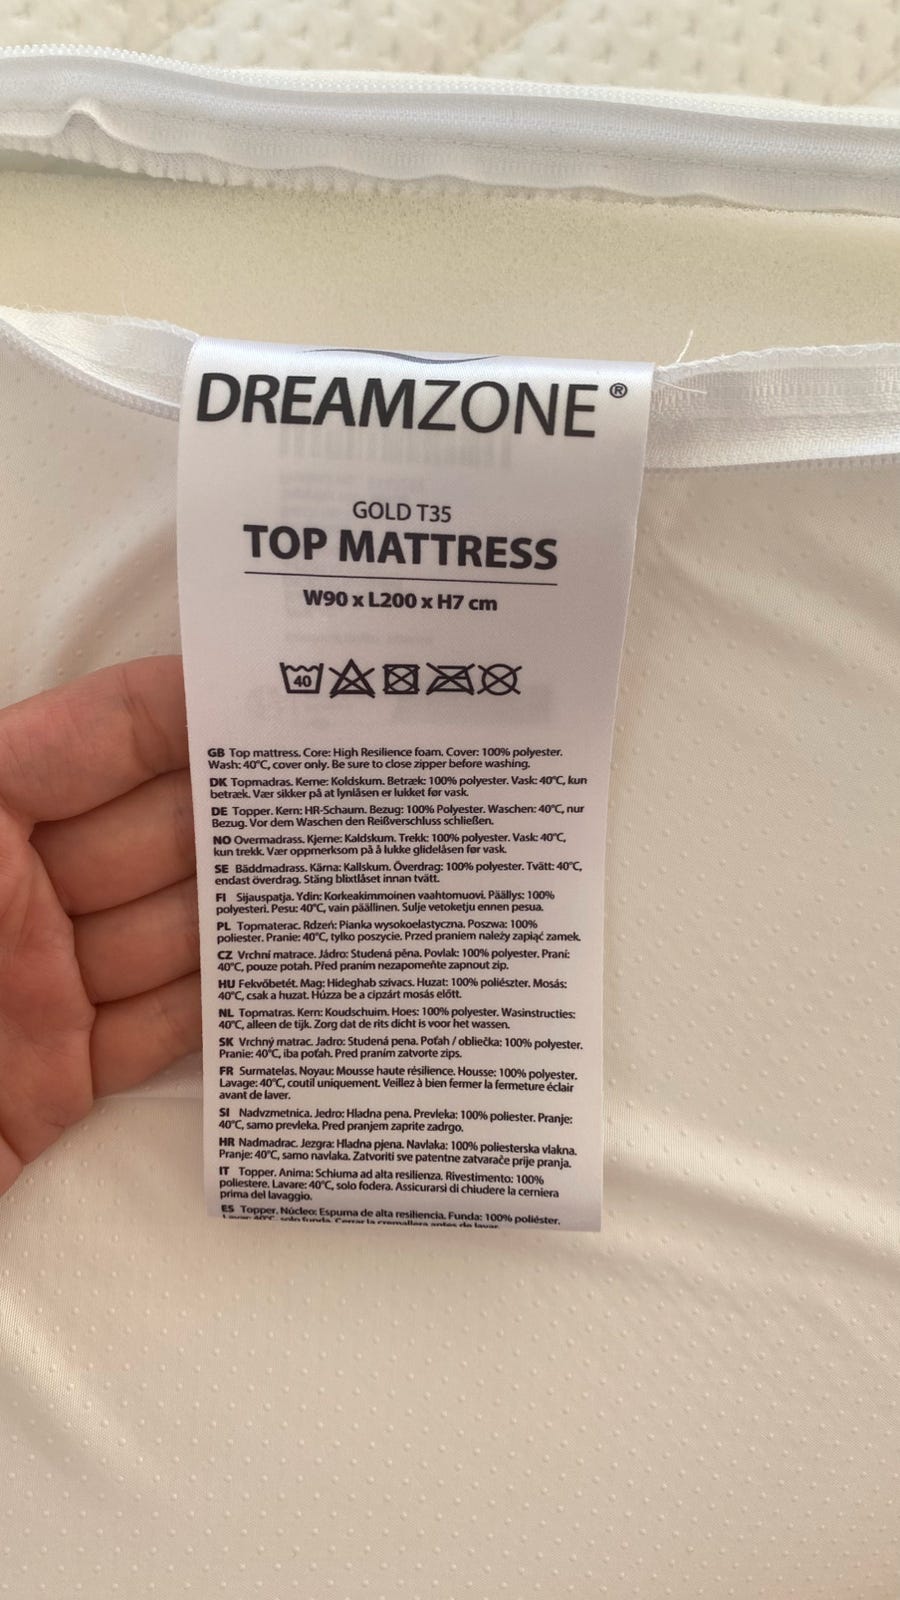 DREAMZONE®
GOLD T35
TOP MATTRESS
W90 x L200 x H7 cm
40
GB Top mattress. Core: High Resilience foam. Cover: 100% polyester.
Wash: 40°C, cover only. Be sure to close zipper before washing.
DK Topmadras. Kerne: Koldskum. Betræk: 100% polyester. Vask: 40°C, kun
betræk. Vær sikker på at lynlåsen er lukket før vask.
DE Topper. Kern: HR-Schaum. Bezug: 100% Polyester. Waschen: 40°C, nur
Bezug. Vor dem Waschen den Reißverschluss schließen.
NO Overmadrass. Kjerne: Kaldskum. Trekk: 100% polyester. Vask: 40°C,
kun trekk. Vær oppmerksom på å lukke glidelåsen før vask.
SE Bäddmadrass. Kärna: Kallskum. Överdrag: 100% polyester. Tvätt: 40°C,
endast överdrag. Stäng blixtlåset innan tvätt.
FI Sijauspatja. Ydin: Korkeakimmoinen vaahtomuovi. Päällys: 100%
polyesteri. Pesu: 40°C, vain päällinen. Sulje vetoketju ennen pesua.
PL Topmaterac. Rdzeń: Pianka wysokoelastyczna. Poszwa: 100%
poliester. Pranie: 40°C, tylko poszycie. Przed praniem należy zapiąć zamek.
CZ Vrchní matrace. Jádro: Studená pěna. Povlak: 100% polyester. Praní:
40°C, pouze potah. Před praním nezapomeňte zapnout zip.
HU Fekvőbetét. Mag: Hideghab szivacs. Huzat: 100% poliészter. Mosás:
40°C, csak a huzat. Húzza be a cipzárt mosás előtt.
NL Topmatras. Kern: Koudschuim. Hoes: 100% polyester. Wasinstructies:
40°C, alleen de tijk. Zorg dat de rits dicht is voor het wassen.
SK Vrchný matrac. Jadro: Studená pena. Poťah / obliečka: 100% polyester.
Pranie: 40°C, iba poťah. Pred praním zatvorte zips.
FR Surmatelas. Noyau: Mousse haute résilience. Housse: 100% polyester.
Lavage: 40°C, coutil uniquement. Veillez à bien fermer la fermeture éclair
avant de laver.
SI Nadvzmetnica. Jedro: Hladna pena. Prevleka: 100% poliester. Pranje:
40°C, samo prevleka. Pred pranjem zaprite zadrgo.
HR Nadmadrac. Jezgra: Hladna pjena. Navlaka: 100% poliesterska vlakna.
Pranje: 40°C, samo navlaka. Zatvoriti sve patentne zatvarače prije pranja.
IT Topper. Anima: Schiuma ad alta resilienza. Rivestimento: 100%
poliestere. Lavare: 40°C, solo fodera. Assicurarsi di chiudere la cerniera
prima del lavaggio.
ES Topper. Núcleo: Espuma de alta resiliencia. Funda: 100% poliéster.
Lavar: 40°C, solo funda. Cerrar la cremallera antes de lavar.